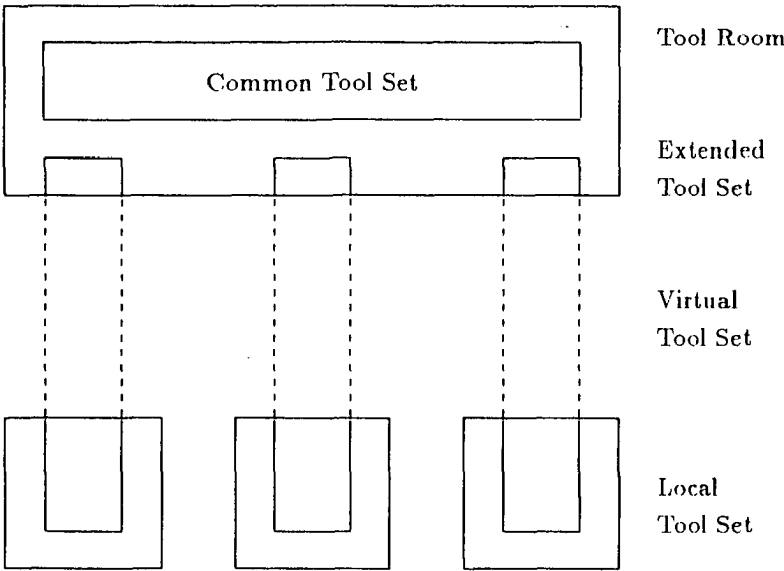 Tool Room
Common Tool Set
Extended
Tool Set
Virtual
Tool Set
Local
Tool Set